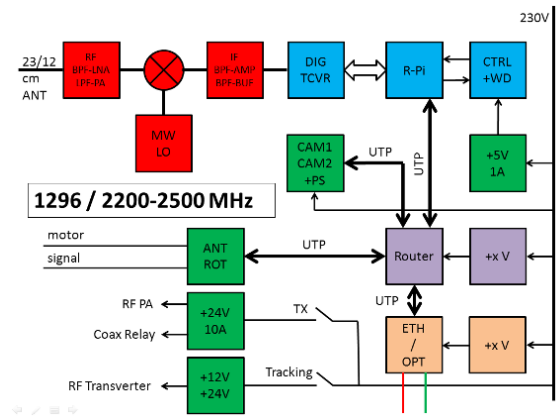 230V
23/12
cm
ANT
RF
BPF-LNA
LPF-PA
IF
BPF-AMP
BPF-BUF
DIG
TCVR
R-Pi
CTRL
+WD
MW
LO
CAM1
CAM2
+PS
UTP
UTP
+5V
1A
1296 / 2200-2500 MHz
motor
signal
ANT
ROT
UTP
Router
+x V
RF PA
Coax Relay
+24V
10A
TX
UTP
ETH
/
OPT
+x V
RF Transverter
+12V
+24V
Tracking